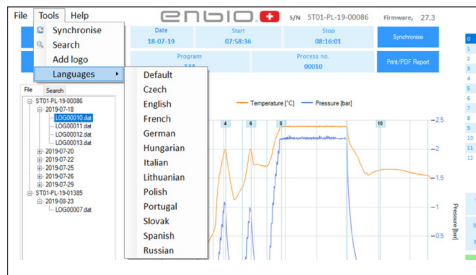 File Tools Help
enbio
S/N ST01-PL-19-00086 Firmware, 27.3
Synchronise
Search
Add logo
Languages
Default
Czech
English
French
German
Hungarian
Italian
Lithuanian
Polish
Portugal
Slovak
Spanish
Russian
Date
18-07-19
Start
07:58:36
Stop
08:16:01
Synchronise
Program
Process no.
00010
Print/PDF Report
File Search
ST01-PL-19-00086
2019-07-18
LOG00010.dat
LOG00011.dat
LOG00012.dat
LOG00013.dat
2019-07-20
2019-07-22
2019-07-25
2019-07-26
2019-07-29
ST01-PL-19-01385
2019-08-23
LOG00007.dat
Temperature [°C] Pressure [bar]
4 6 9 10
2.5
2
1.5
1
0.5
Pressure [bar]
0
1
2
3
4
5
6
7
8
9
10
11
12